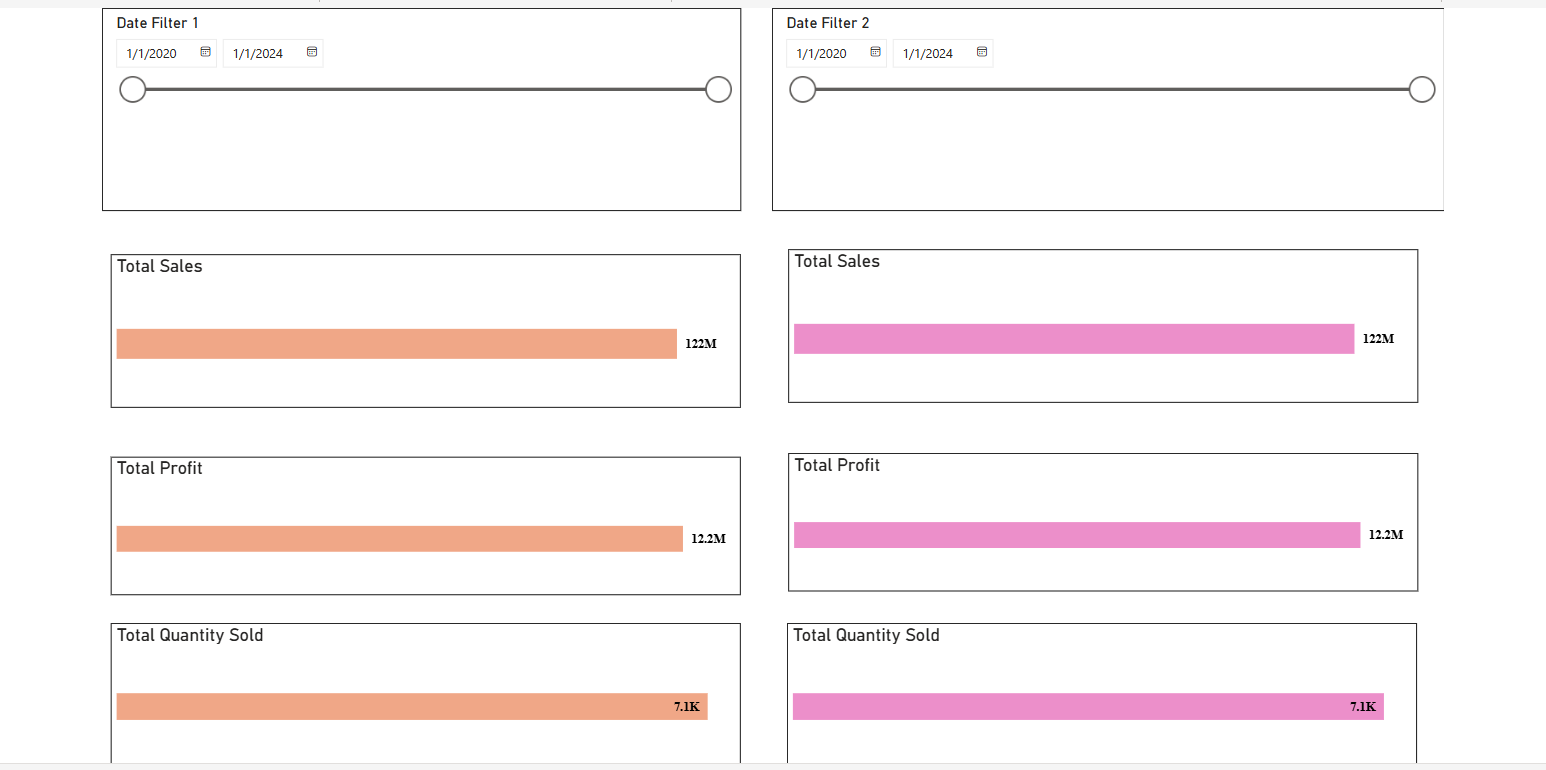 Date Filter 1
1/1/2020 1/1/2024
Date Filter 2
1/1/2020 1/1/2024
Total Sales
122M
Total Sales
122M
Total Profit
12.2M
Total Profit
12.2M
Total Quantity Sold
7.1K
Total Quantity Sold
7.1K